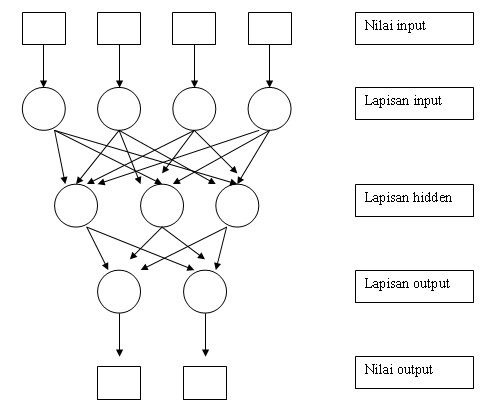 Nilai input
Lapisan input
Lapisan hidden
Lapisan output
Nilai output